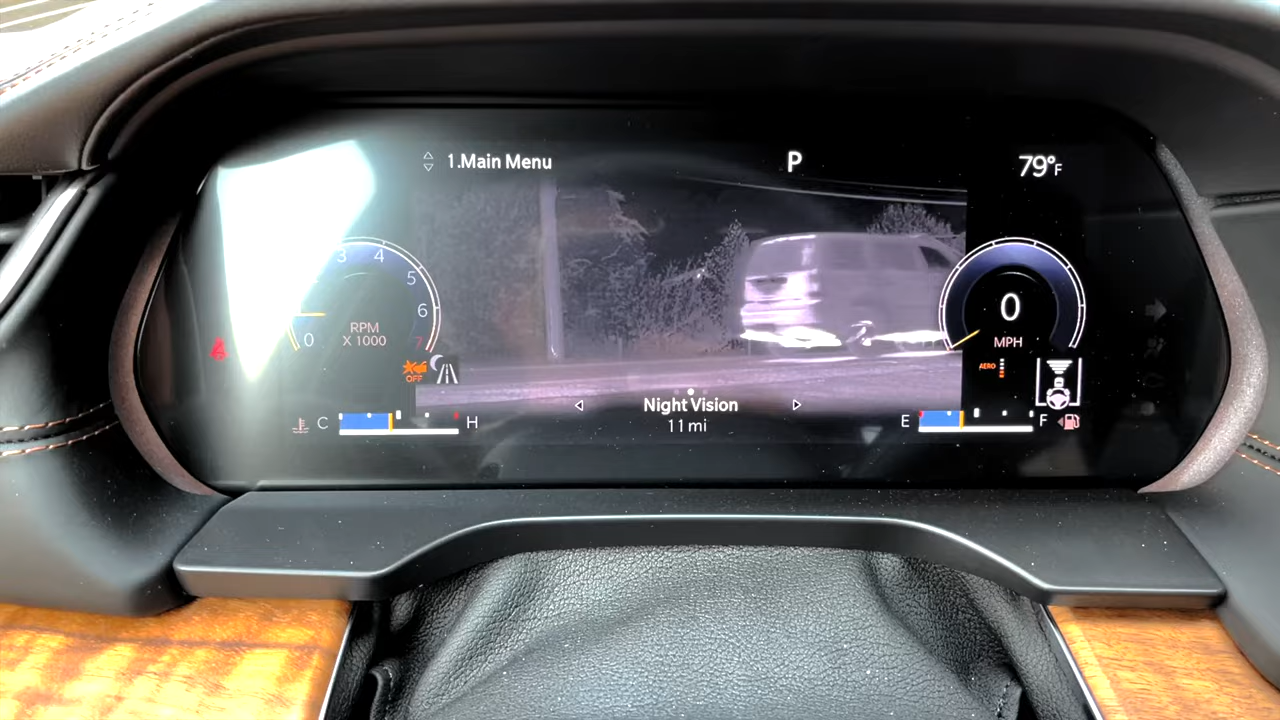 1.Main Menu
P
79°F
3 4 5 6 7
0
RPM
X 1000
0
MPH
OFF
AERO
Night Vision
11 mi
C H
E F